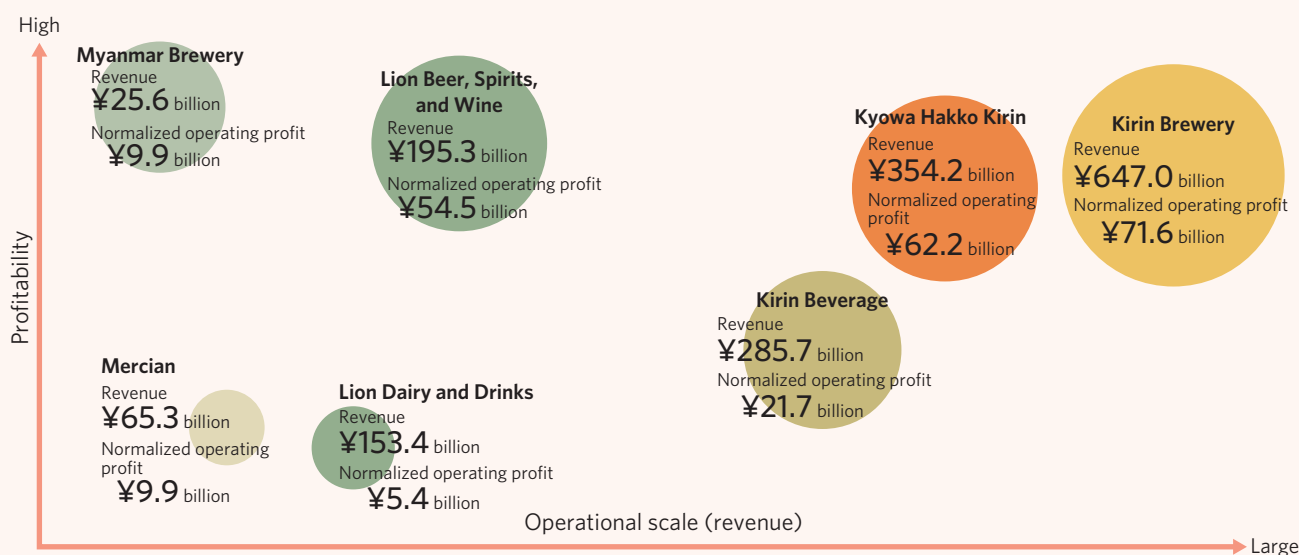 High
Profitability
Myanmar Brewery
Revenue
¥25.6 billion
Normalized operating profit
¥9.9 billion
Lion Beer, Spirits,
and Wine
Revenue
¥195.3 billion
Normalized operating profit
¥54.5 billion
Kyowa Hakko Kirin
Revenue
¥354.2 billion
Normalized operating
profit
¥62.2 billion
Kirin Brewery
Revenue
¥647.0 billion
Normalized operating profit
¥71.6 billion
Kirin Beverage
Revenue
¥285.7 billion
Normalized operating profit
¥21.7 billion
Mercian
Revenue
¥65.3 billion
Normalized operating
profit
¥9.9 billion
Lion Dairy and Drinks
Revenue
¥153.4 billion
Normalized operating profit
¥5.4 billion
Operational scale (revenue)
Large